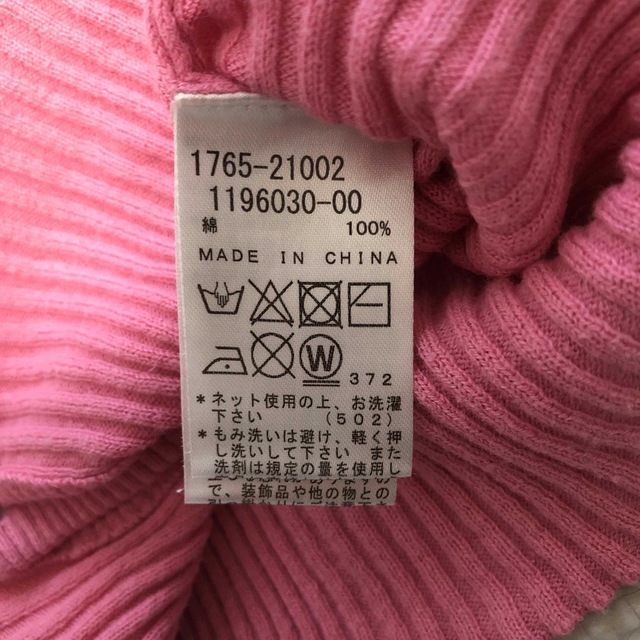 1765-21002
1196030-00
綿 100%
MADE IN CHINA
W
372
*ネット使用の上、お洗濯
下さい (502)
*もみ洗いは避け、軽く押
し洗いして下さい また
洗剤は規定の量を使用し
で、装飾品や他の物との